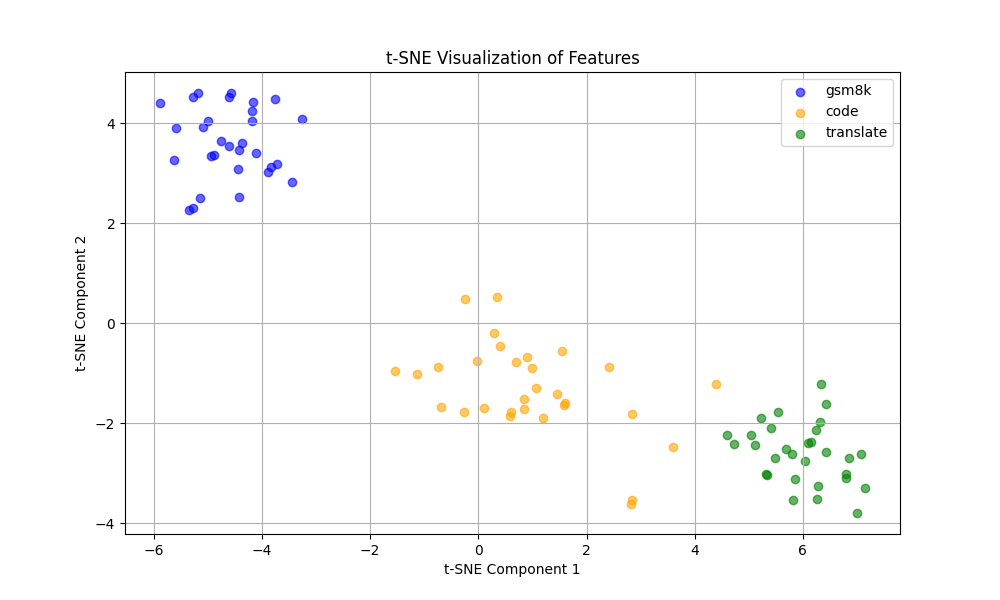 t-SNE Visualization of Features
gsm8k
code
translate
4
2
0
−2
−4
t-SNE Component 2
−6
−4
−2
0
2
4
6
t-SNE Component 1